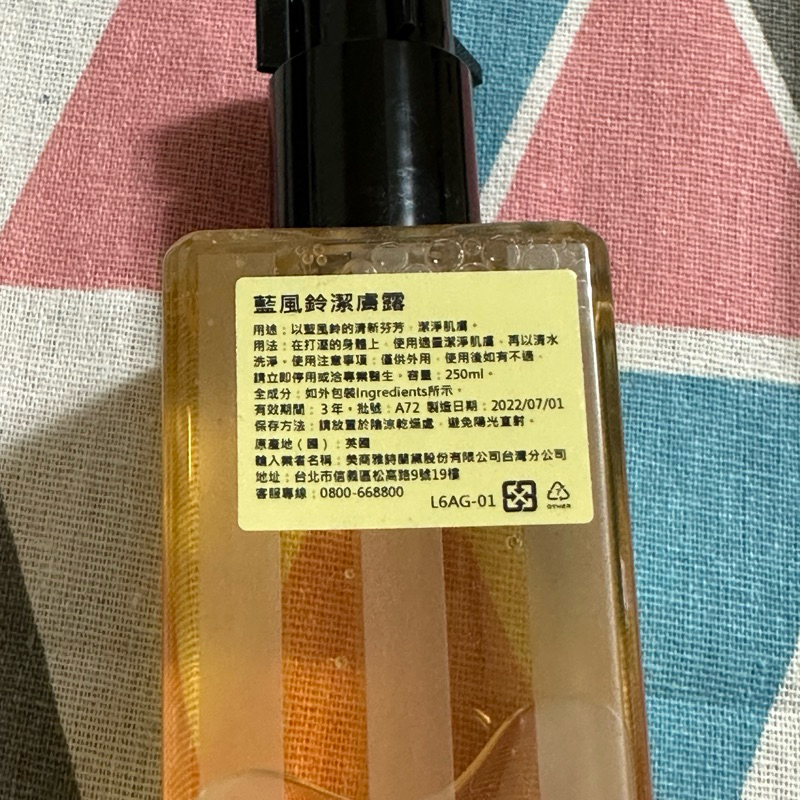 藍風鈴潔膚露
用途：以藍風鈴的清新芬芳，潔淨肌膚。
用法：在打溼的身體上，使用適量潔淨肌膚，再以清水
洗淨。使用注意事項：僅供外用，使用後如有不適，
請立即停用或洽專業醫生。容量：250ml。
全成分：如外包裝Ingredients所示。
有效期間：3年。批號：A72 製造日期：2022/07/01
保存方法：請放置於陰涼乾燥處，避免陽光直射。
原產地（國）：英國
輸入業者名稱：美商雅詩蘭黛股份有限公司台灣分公司
地址：台北市信義區松高路9號19樓
客服專線：0800-668800
L6AG-01
7
OTHER